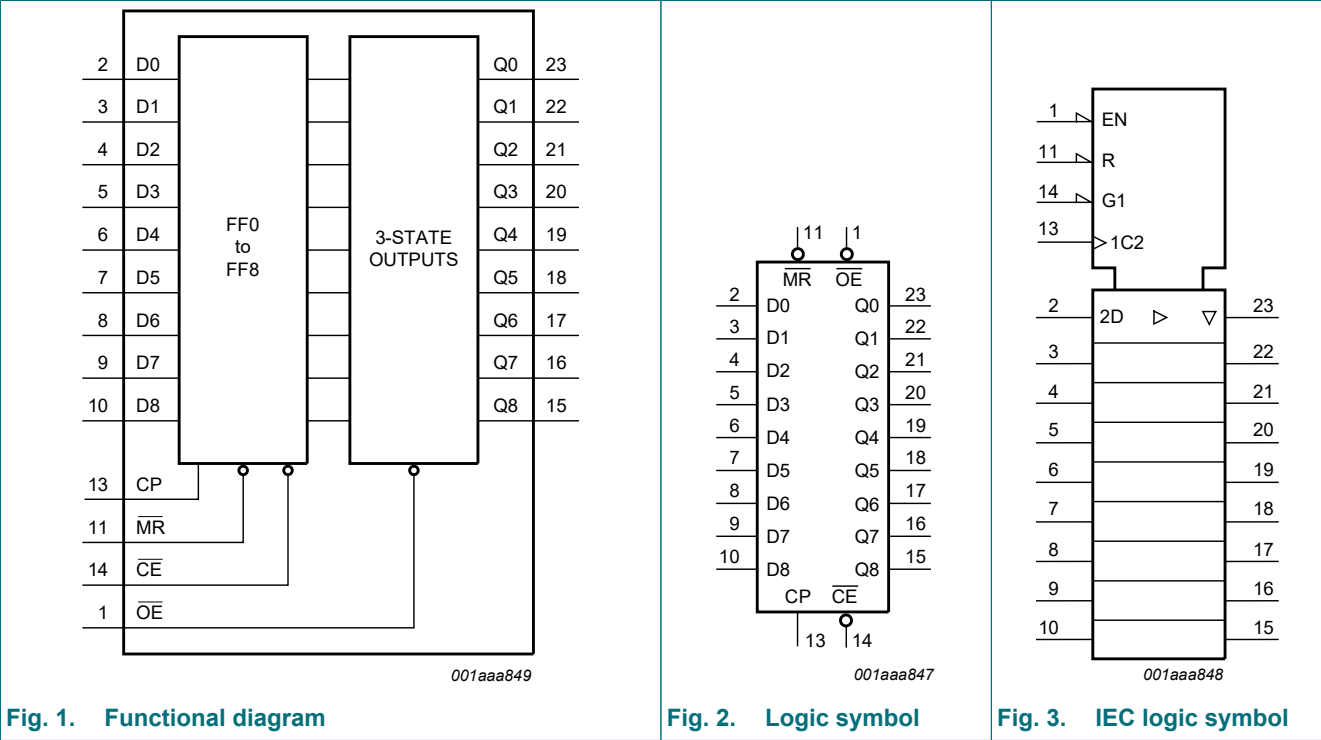 2 D0 Q0 23
3 D1 Q1 22
4 D2 Q2 21
5 D3 Q3 20
6 D4 Q4 19
7 D5 Q5 18
8 D6 Q6 17
9 D7 Q7 16
10 D8 Q8 15
FF0
to
FF8
3-STATE
OUTPUTS
13 CP
11 M̅R̅
14 C̅E̅
1 O̅E̅
001aaa849
Fig. 1. Functional diagram
11 1
M̅R̅ O̅E̅
2 D0 Q0 23
3 D1 Q1 22
4 D2 Q2 21
5 D3 Q3 20
6 D4 Q4 19
7 D5 Q5 18
8 D6 Q6 17
9 D7 Q7 16
10 D8 Q8 15
CP C̅E̅
13 14
001aaa847
Fig. 2. Logic symbol
1 EN
11 R
14 G1
13 1C2
2 2D 23
3 22
4 21
5 20
6 19
7 18
8 17
9 16
10 15
001aaa848
Fig. 3. IEC logic symbol